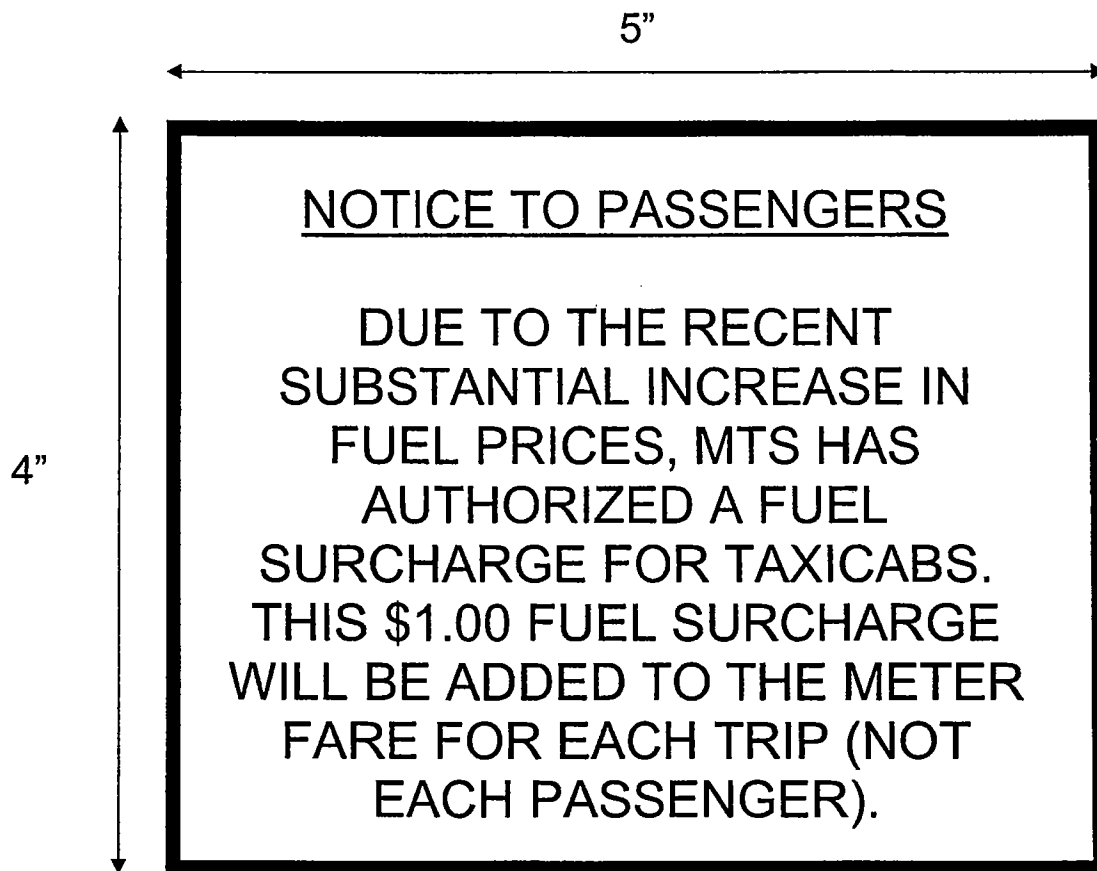 5”
4”
NOTICE TO PASSENGERS
DUE TO THE RECENT
SUBSTANTIAL INCREASE IN
FUEL PRICES, MTS HAS
AUTHORIZED A FUEL
SURCHARGE FOR TAXICABS.
THIS $1.00 FUEL SURCHARGE
WILL BE ADDED TO THE METER
FARE FOR EACH TRIP (NOT
EACH PASSENGER).